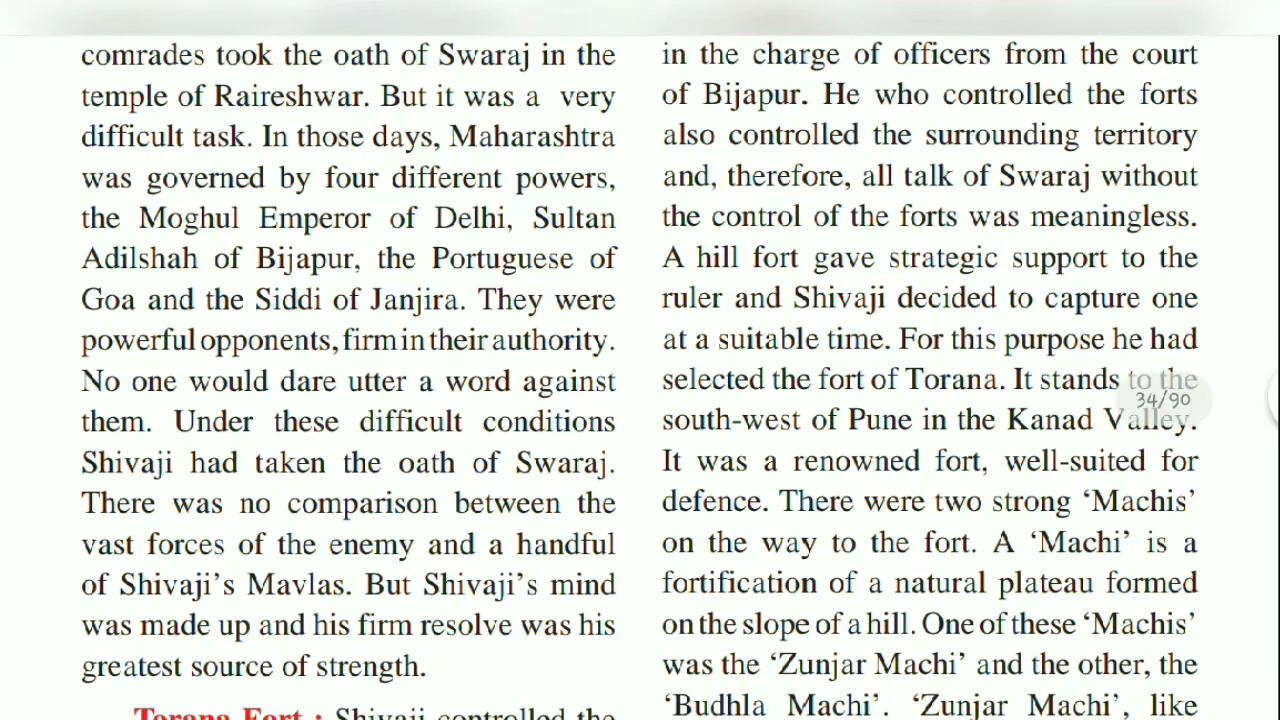 comrades took the oath of Swaraj in the
temple of Raireshwar. But it was a very
difficult task. In those days, Maharashtra
was governed by four different powers,
the Moghul Emperor of Delhi, Sultan
Adilshah of Bijapur, the Portuguese of
Goa and the Siddi of Janjira. They were
powerful opponents, firm in their authority.
No one would dare utter a word against
them. Under these difficult conditions
Shivaji had taken the oath of Swaraj.
There was no comparison between the
vast forces of the enemy and a handful
of Shivaji's Mavlas. But Shivaji's mind
was made up and his firm resolve was his
greatest source of strength.
Torana Fort : Shivaji controlled the
in the charge of officers from the court
of Bijapur. He who controlled the forts
also controlled the surrounding territory
and, therefore, all talk of Swaraj without
the control of the forts was meaningless.
A hill fort gave strategic support to the
ruler and Shivaji decided to capture one
at a suitable time. For this purpose he had
selected the fort of Torana. It stands to the
34/90
south-west of Pune in the Kanad Valley.
It was a renowned fort, well-suited for
defence. There were two strong ‘Machis’
on the way to the fort. A ‘Machi’ is a
fortification of a natural plateau formed
on the slope of a hill. One of these ‘Machis’
was the ‘Zunjar Machi’ and the other, the
‘Budhla Machi’. ‘Zunjar Machi’, like